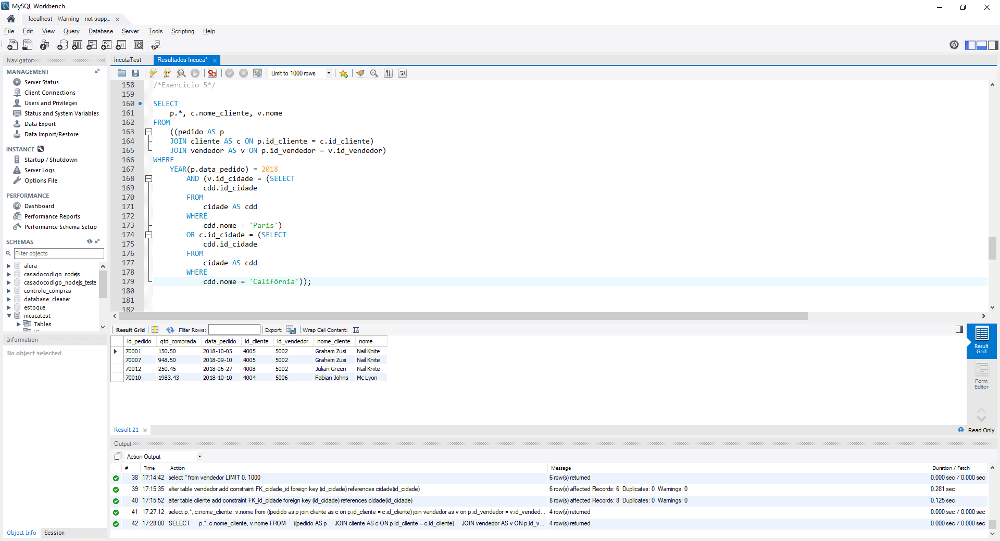 MySQL Workbench
localhost - Warning - not supp...
File Edit View Query Database Server Tools Scripting Help
Navigator
MANAGEMENT
Server Status
Client Connections
Users and Privileges
Status and System Variables
Data Export
Data Import/Restore
INSTANCE
Startup / Shutdown
Server Logs
Options File
PERFORMANCE
Dashboard
Performance Reports
Performance Schema Setup
SCHEMAS
Filter objects
alura
casadocodigo_nodejs
casadocodigo_nodejs_teste
controle_compras
database_cleaner
estoque
incucatest
Tables
Information
No object selected
Object Info Session
incutaTest Resultados Incuca*
Limit to 1000 rows
158 /*Exercicio 5*/
159
160 SELECT
161 p.*, c.nome_cliente, v.nome
162 FROM
163 ((pedido AS p
164 JOIN cliente AS c ON p.id_cliente = c.id_cliente)
165 JOIN vendedor AS v ON p.id_vendedor = v.id_vendedor)
166 WHERE
167 YEAR(p.data_pedido) = 2018
168 AND (v.id_cidade = (SELECT
169 cdd.id_cidade
170 FROM
171 cidade AS cdd
172 WHERE
173 cdd.nome = 'Paris')
174 OR c.id_cidade = (SELECT
175 cdd.id_cidade
176 FROM
177 cidade AS cdd
178 WHERE
179 cdd.nome = 'Califórnia'));
180
181
182
Result Grid Filter Rows: Export: Wrap Cell Content:
id_pedido qtd_comprada data_pedido id_cliente id_vendedor nome_cliente nome
70001 150.50 2018-10-05 4005 5002 Graham Zusi Nail Knite
70007 948.50 2018-09-10 4005 5002 Graham Zusi Nail Knite
70012 250.45 2018-06-27 4008 5002 Julian Green Nail Knite
70010 1983.43 2018-10-10 4004 5006 Fabian Johns Mc Lyon
Result Grid
Form Editor
Result 21
Read Only
Output
Action Output
# Time Action Message Duration / Fetch
38 17:14:42 select * from vendedor LIMIT 0, 1000 6 row(s) returned 0.000 sec / 0.000 sec
39 17:15:35 alter table vendedor add constraint FK_cidade_id foreign key (id_cidade) references cidade(id_cidade) 6 row(s) affected Records: 6 Duplicates: 0 Warnings: 0 0.281 sec
40 17:15:52 alter table cliente add constraint FK_id_cidade foreign key (id_cidade) references cidade(id_cidade) 8 row(s) affected Records: 8 Duplicates: 0 Warnings: 0 0.125 sec
41 17:27:12 select p.*, c.nome_cliente, v.nome from ((pedido as p join cliente as c on p.id_cliente = c.id_cliente) join vendedor as v on p.id_vendedor = v.id_vended... 4 row(s) returned 0.000 sec / 0.000 sec
42 17:28:00 SELECT p.*, c.nome_cliente, v.nome FROM ((pedido AS p JOIN cliente AS c ON p.id_cliente = c.id_cliente) JOIN vendedor AS v ON p.id_v... 4 row(s) returned 0.000 sec / 0.000 sec